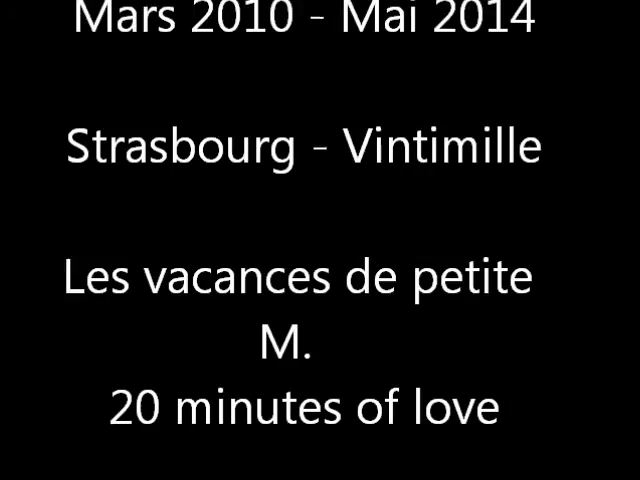 Mars 2010 - Mai 2014
Strasbourg - Vintimille
Les vacances de petite
M.
20 minutes of love